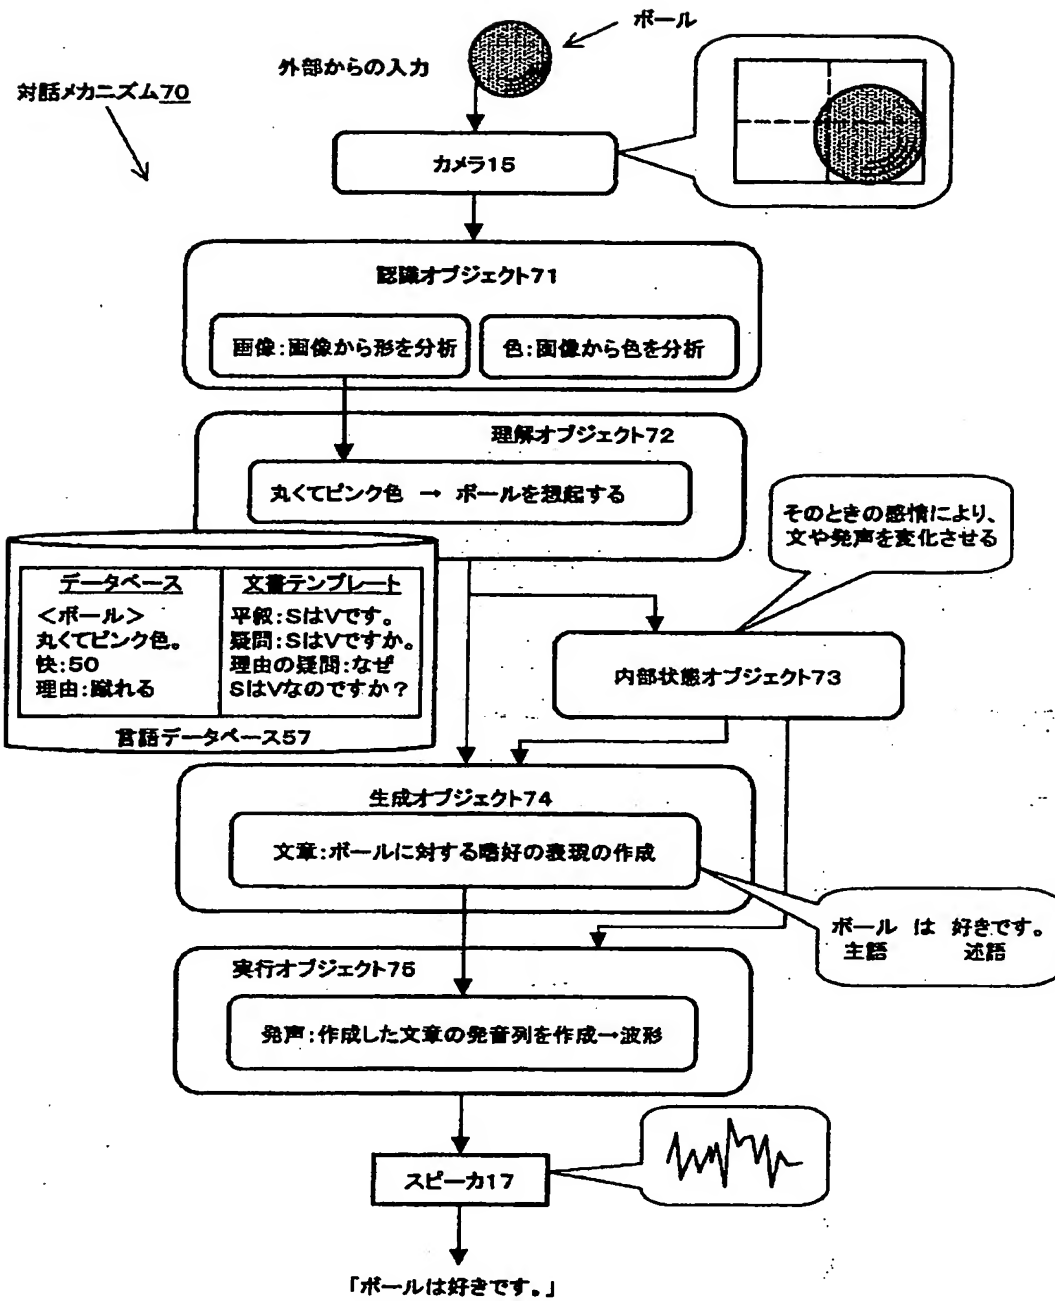 ボール
外部からの入力
対話メカニズム70
カメラ15
認識オブジェクト71
画像:画像から形を分析
色:画像から色を分析
理解オブジェクト72
丸くてピンク色 → ボールを想起する
そのときの感情により、
文や発声を変化させる
データベース
<ボール>
丸くてピンク色。
快:50
理由:蹴れる
文書テンプレート
平叙:SはVです。
疑問:SはVですか。
理由の疑問:なぜ
SはVなのですか?
言語データベース57
内部状態オブジェクト73
生成オブジェクト74
文章:ボールに対する嗜好の表現の作成
ボール は 好きです。
主語 述語
実行オブジェクト75
発声:作成した文章の発音列を作成→波形
スピーカ17
「ボールは好きです。」